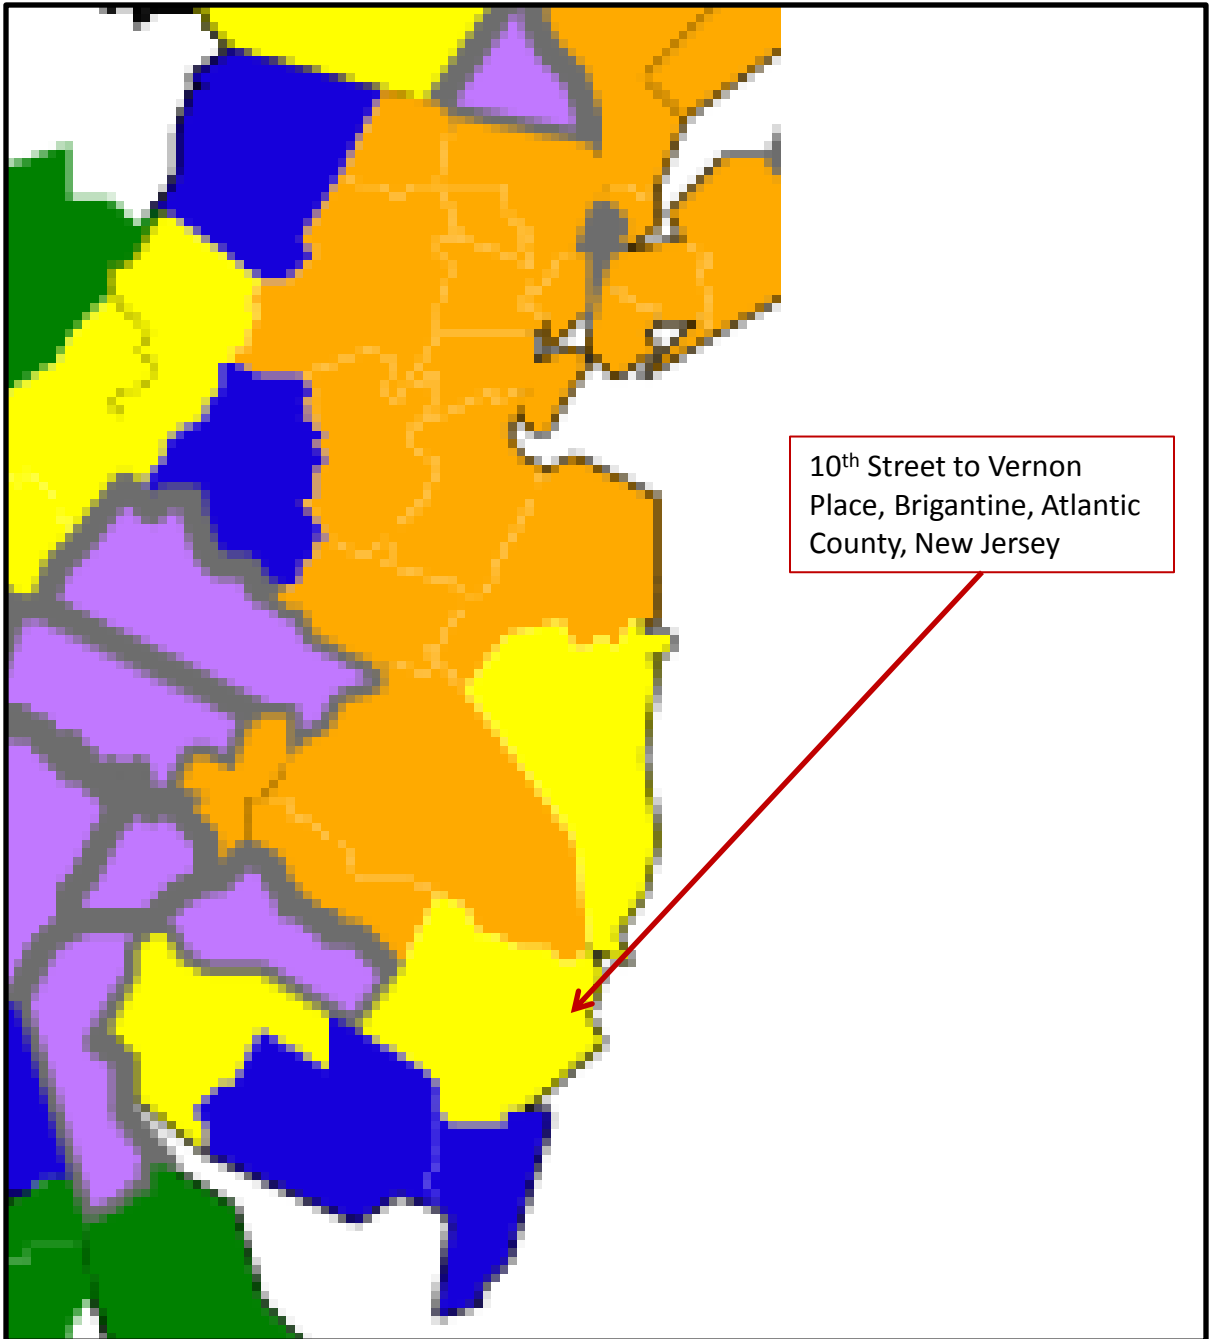 10th Street to Vernon
Place, Brigantine, Atlantic
County, New Jersey